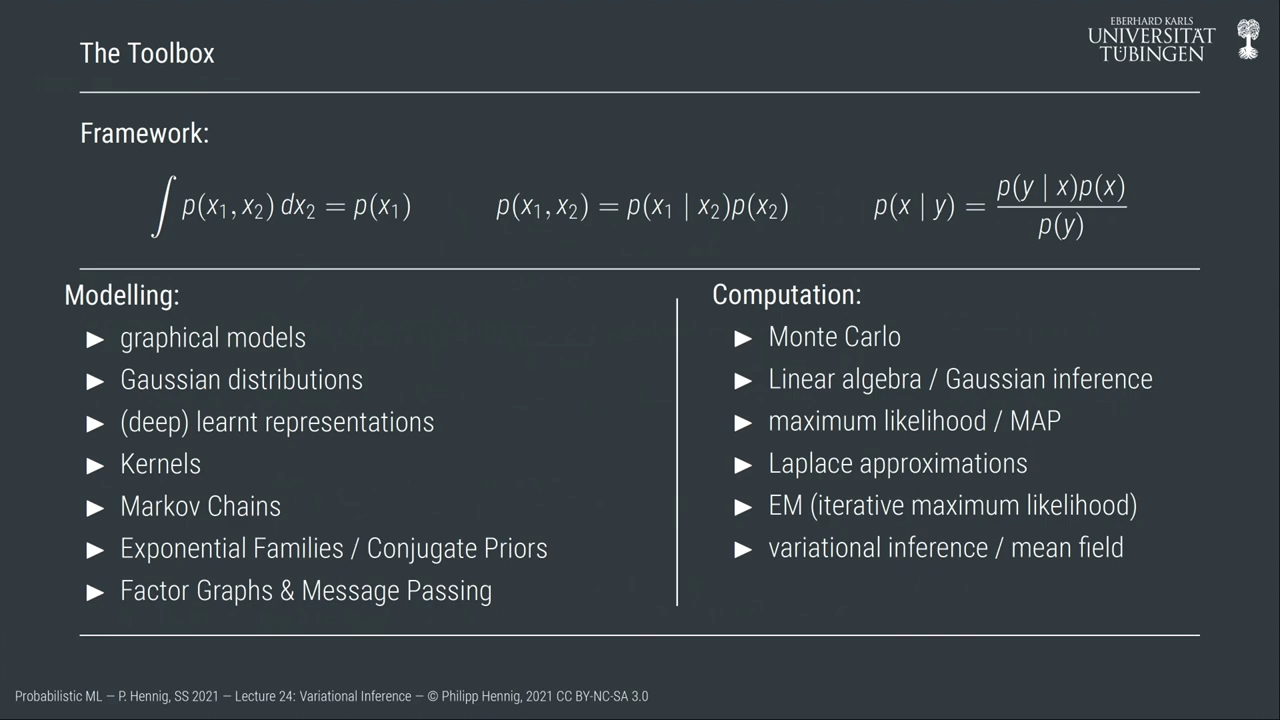 The Toolbox
EBERHARD KARLS
UNIVERSITÄT
TÜBINGEN
Framework:
∫ p(x₁, x₂) dx₂ = p(x₁)
p(x₁, x₂) = p(x₁ | x₂)p(x₂)
p(x | y) = p(y | x)p(x) / p(y)
Modelling:
▶ graphical models
▶ Gaussian distributions
▶ (deep) learnt representations
▶ Kernels
▶ Markov Chains
▶ Exponential Families / Conjugate Priors
▶ Factor Graphs & Message Passing
Computation:
▶ Monte Carlo
▶ Linear algebra / Gaussian inference
▶ maximum likelihood / MAP
▶ Laplace approximations
▶ EM (iterative maximum likelihood)
▶ variational inference / mean field
Probabilistic ML — P. Hennig, SS 2021 — Lecture 24: Variational Inference — © Philipp Hennig, 2021 CC BY-NC-SA 3.0